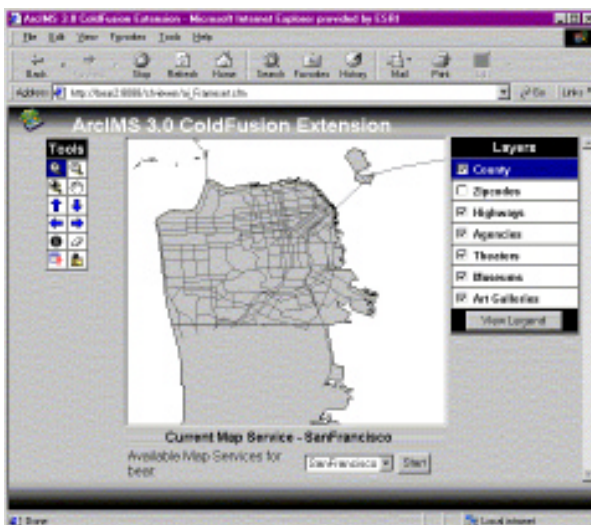 ArcIMS 3.0 ColdFusion Extension - Microsoft Internet Explorer provided by ESRI
File Edit View Favorites Tools Help
Back Stop Refresh Home Search Favorites History Mail Print
Address Go Links
ArcIMS 3.0 ColdFusion Extension
Tools
Layers
County
Zipcodes
Highways
Agencies
Theaters
Museums
Art Galleries
View Legend
Current Map Service - SanFrancisco
Available Map Services for
bear:
SanFrancisco Start
Done Local intranet